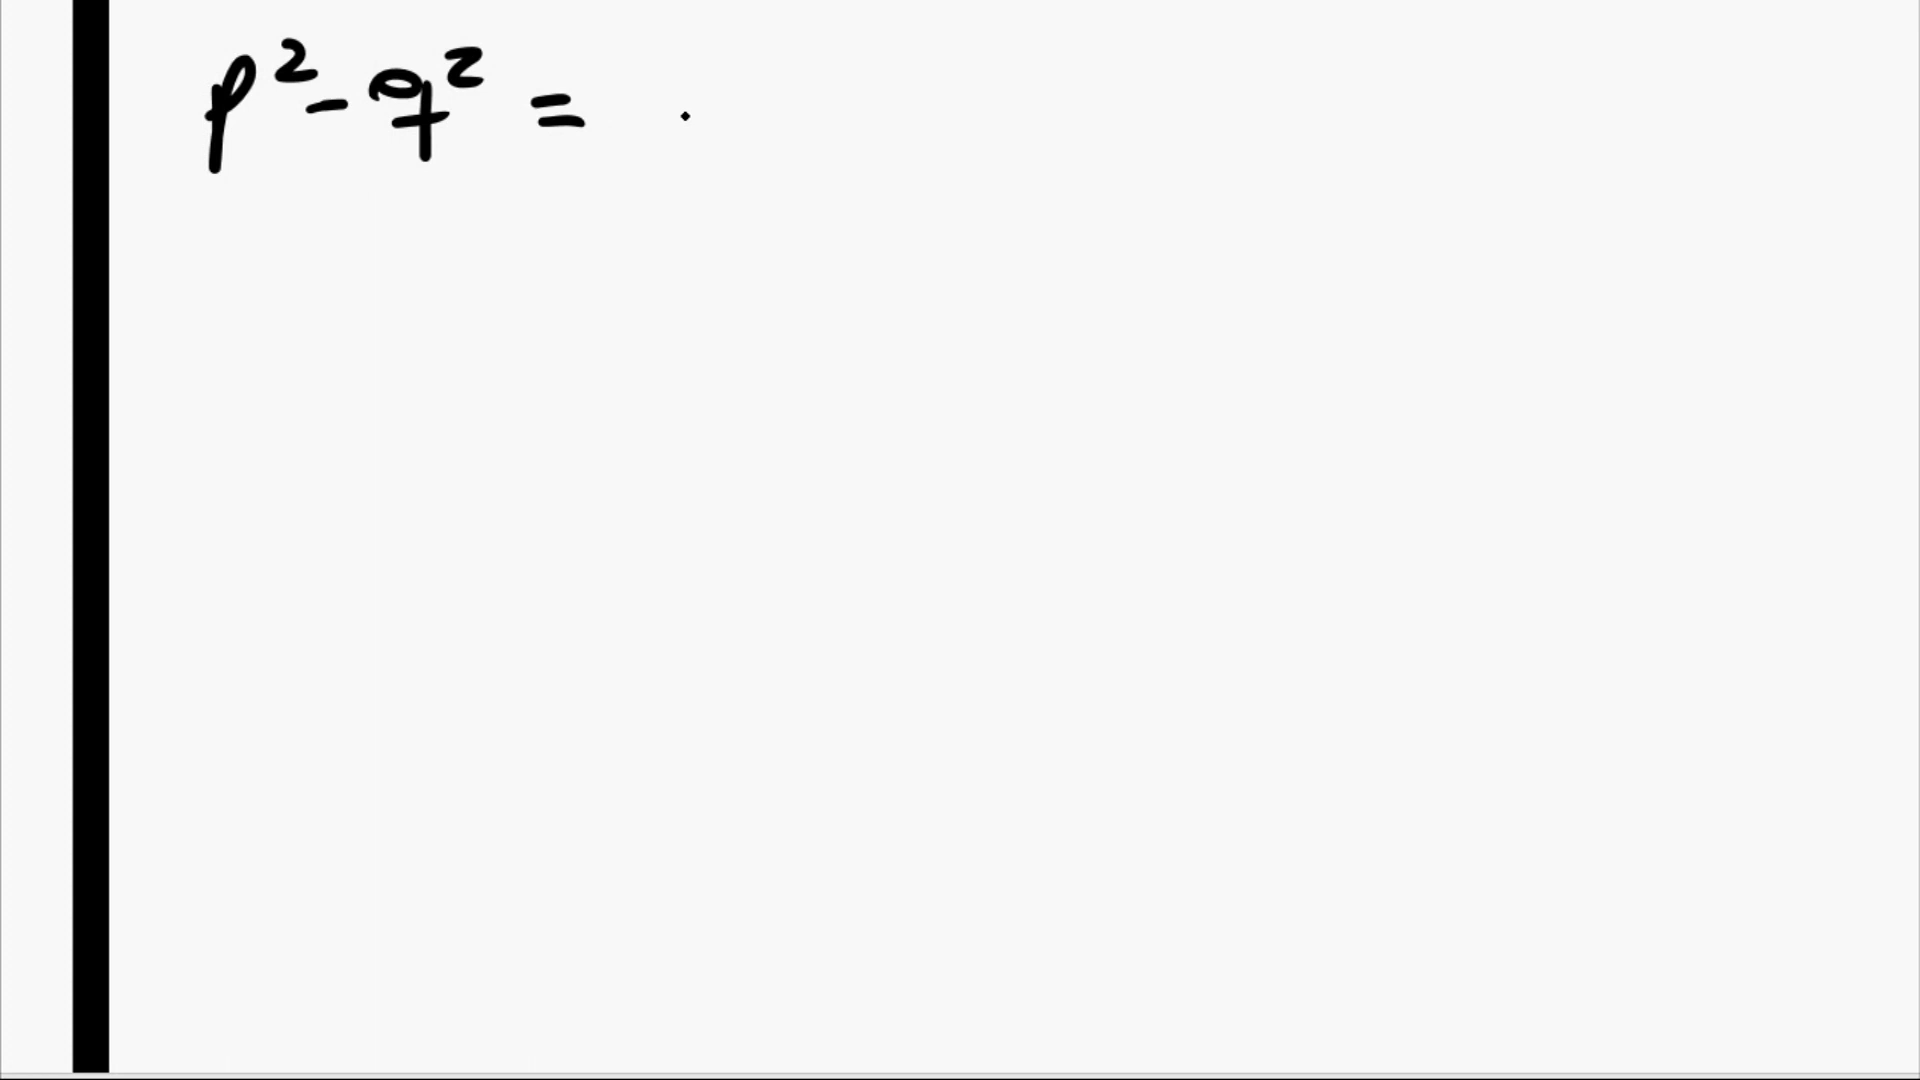 p² - q² =